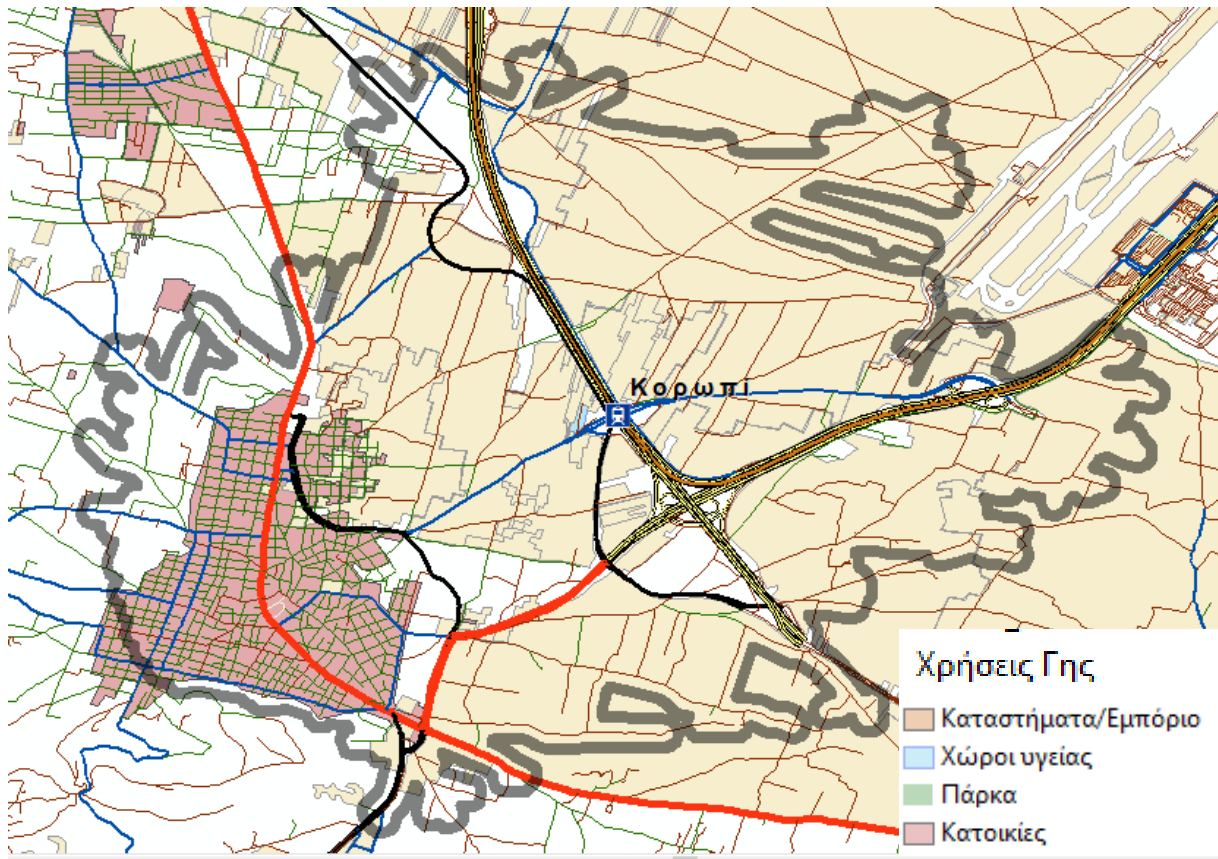 Κορωπί
Χρήσεις Γης
Καταστήματα/Εμπόριο
Χώροι υγείας
Πάρκα
Κατοικίες